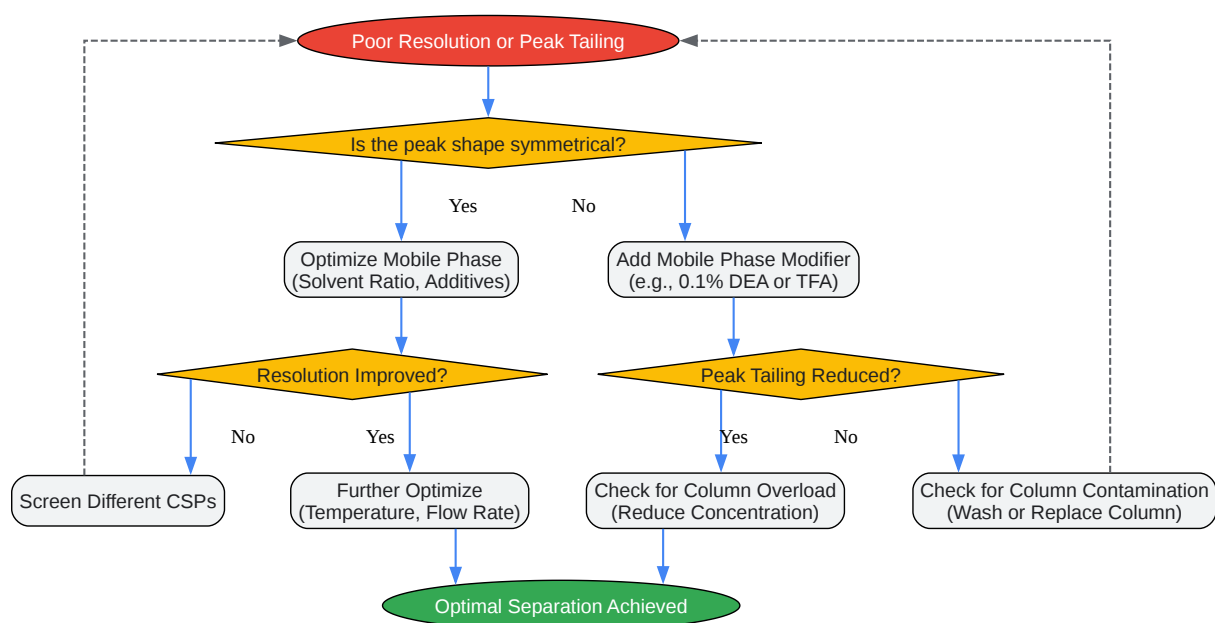 Poor Resolution or Peak Tailing
Is the peak shape symmetrical?
Yes
No
Optimize Mobile Phase
(Solvent Ratio, Additives)
Add Mobile Phase Modifier
(e.g., 0.1% DEA or TFA)
Resolution Improved?
Peak Tailing Reduced?
No
Yes
Yes
No
Screen Different CSPs
Further Optimize
(Temperature, Flow Rate)
Check for Column Overload
(Reduce Concentration)
Check for Column Contamination
(Wash or Replace Column)
Optimal Separation Achieved